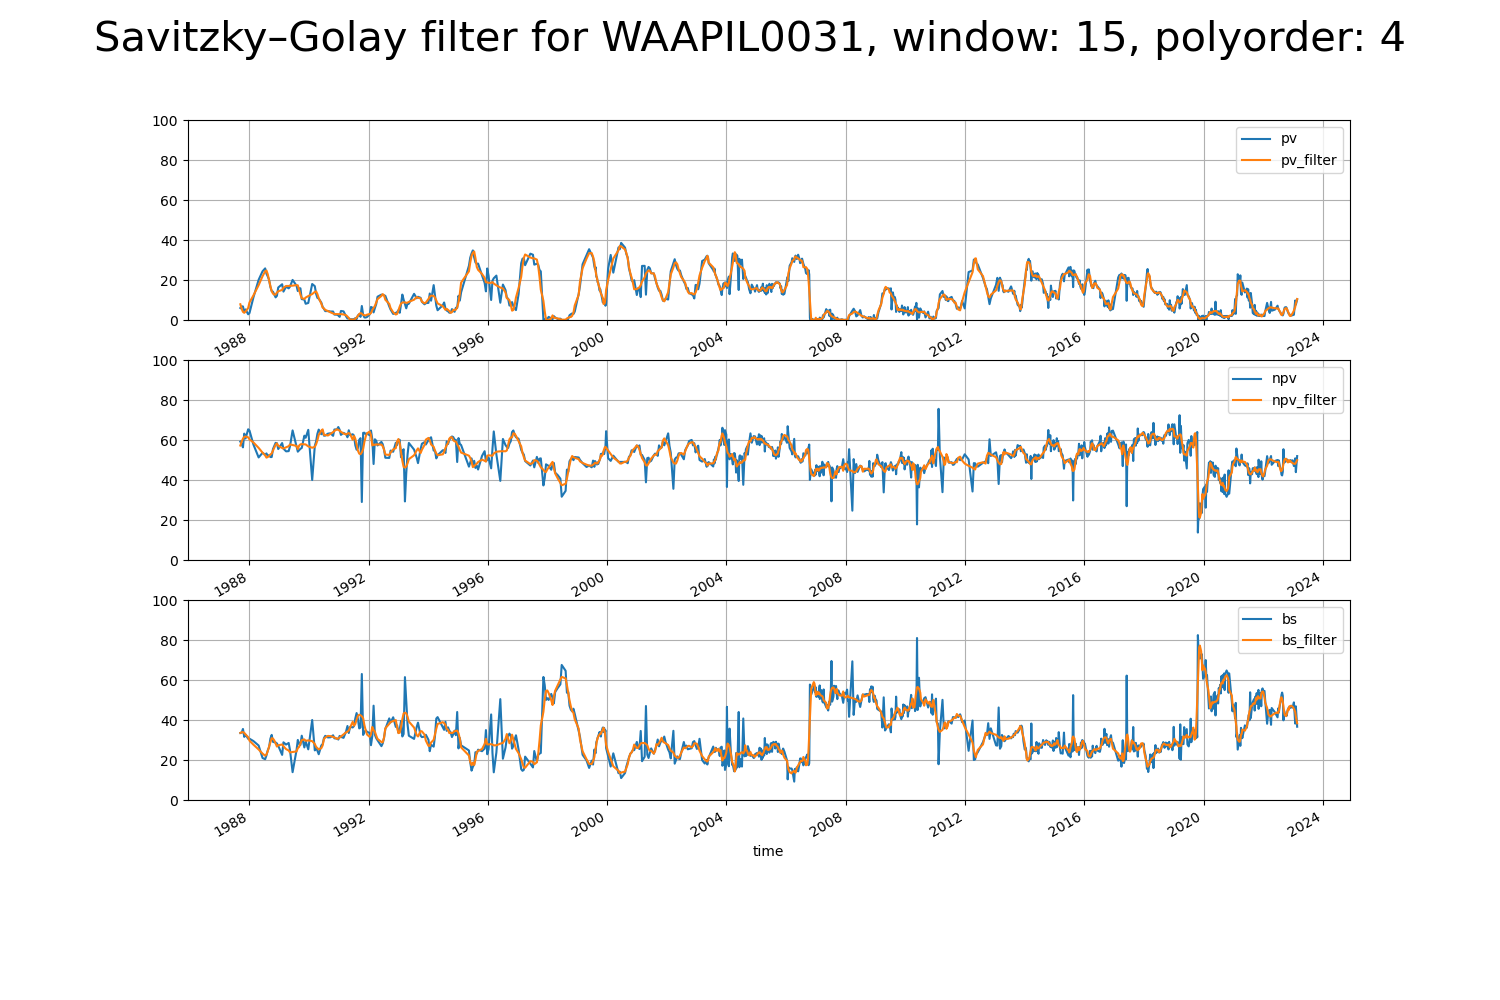 Savitzky–Golay filter for WAAPIL0031, window: 15, polyorder: 4
100
80
60
40
20
0
pv
pv_filter
1988 1992 1996 2000 2004 2008 2012 2016 2020 2024
100
80
60
40
20
0
npv
npv_filter
1988 1992 1996 2000 2004 2008 2012 2016 2020 2024
100
80
60
40
20
0
bs
bs_filter
1988 1992 1996 2000 2004 2008 2012 2016 2020 2024
time